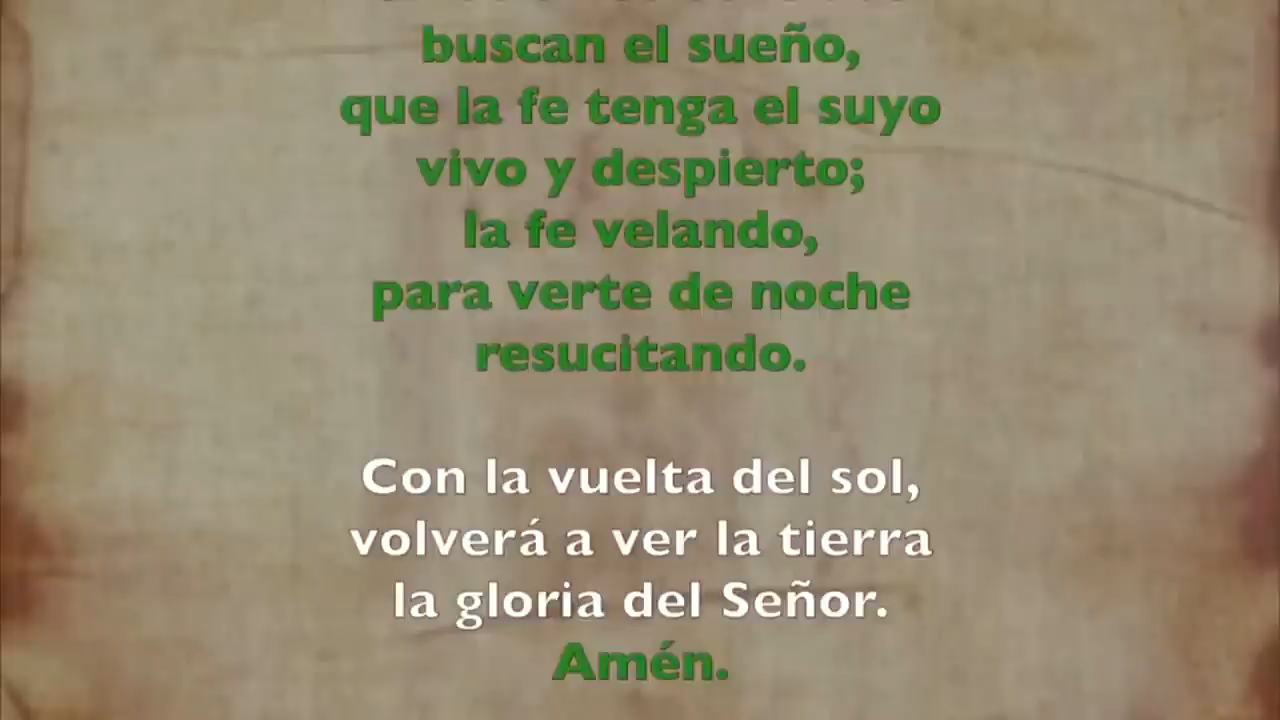 buscan el sueño,
que la fe tenga el suyo
vivo y despierto;
la fe velando,
para verte de noche
resucitando.
Con la vuelta del sol,
volverá a ver la tierra
la gloria del Señor.
Amén.